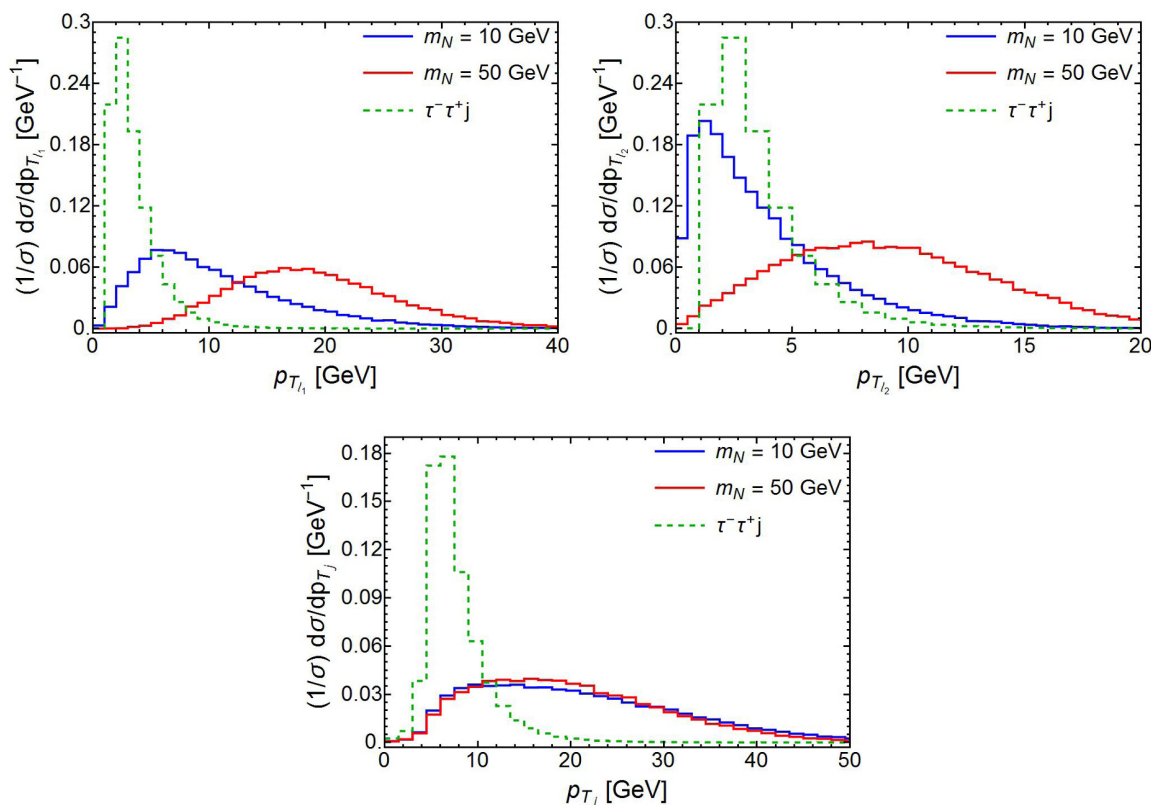 0.3
0.24
0.18
0.12
0.06
0.
(1/σ) dσ/dp_{T_{l_1}} [GeV⁻¹]
m_N = 10 GeV
m_N = 50 GeV
τ⁻τ⁺j
0 10 20 30 40
p_{T_{l_1}} [GeV]
0.3
0.24
0.18
0.12
0.06
0.
(1/σ) dσ/dp_{T_{l_2}} [GeV⁻¹]
m_N = 10 GeV
m_N = 50 GeV
τ⁻τ⁺j
0 5 10 15 20
p_{T_{l_2}} [GeV]
0.18
0.15
0.12
0.09
0.06
0.03
0.
(1/σ) dσ/dp_{T_j} [GeV⁻¹]
m_N = 10 GeV
m_N = 50 GeV
τ⁻τ⁺j
0 10 20 30 40 50
p_{T_j} [GeV]